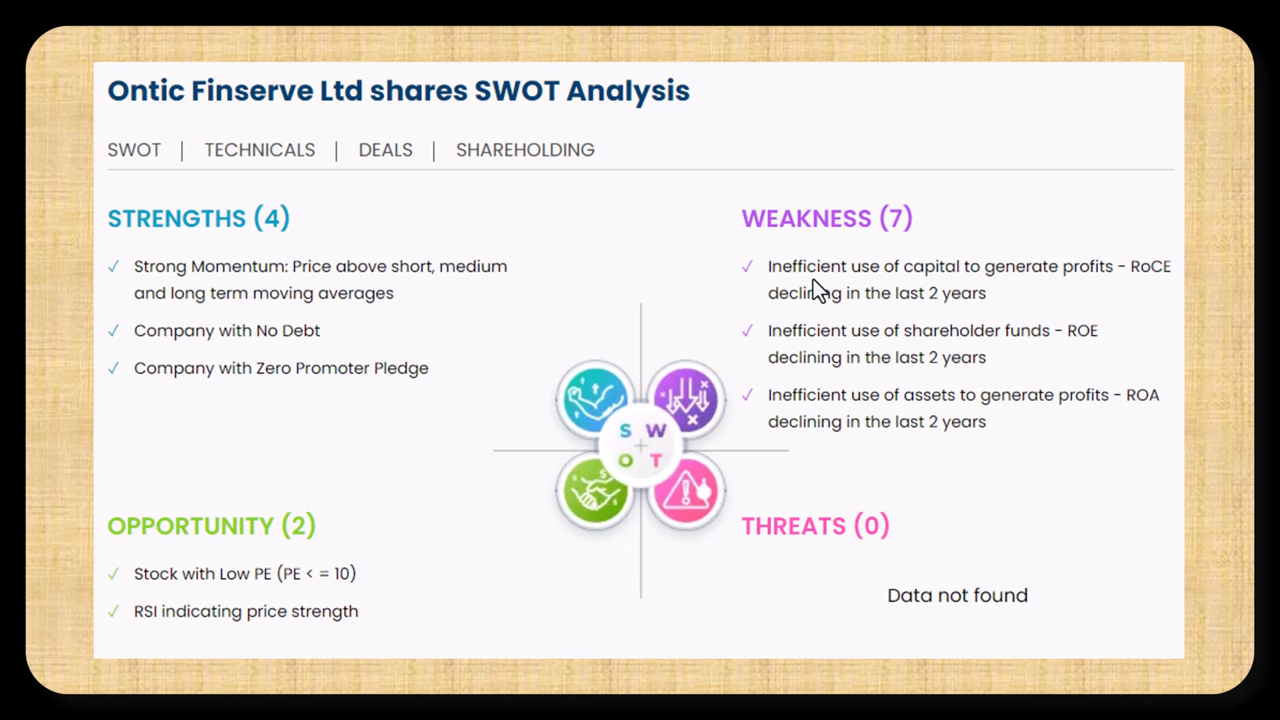 Ontic Finserve Ltd shares SWOT Analysis
SWOT | TECHNICALS | DEALS | SHAREHOLDING
STRENGTHS (4)
✓ Strong Momentum: Price above short, medium
and long term moving averages
✓ Company with No Debt
✓ Company with Zero Promoter Pledge
WEAKNESS (7)
✓ Inefficient use of capital to generate profits - RoCE
declining in the last 2 years
✓ Inefficient use of shareholder funds - ROE
declining in the last 2 years
✓ Inefficient use of assets to generate profits - ROA
declining in the last 2 years
S W
O T
OPPORTUNITY (2)
✓ Stock with Low PE (PE < = 10)
✓ RSI indicating price strength
THREATS (0)
Data not found